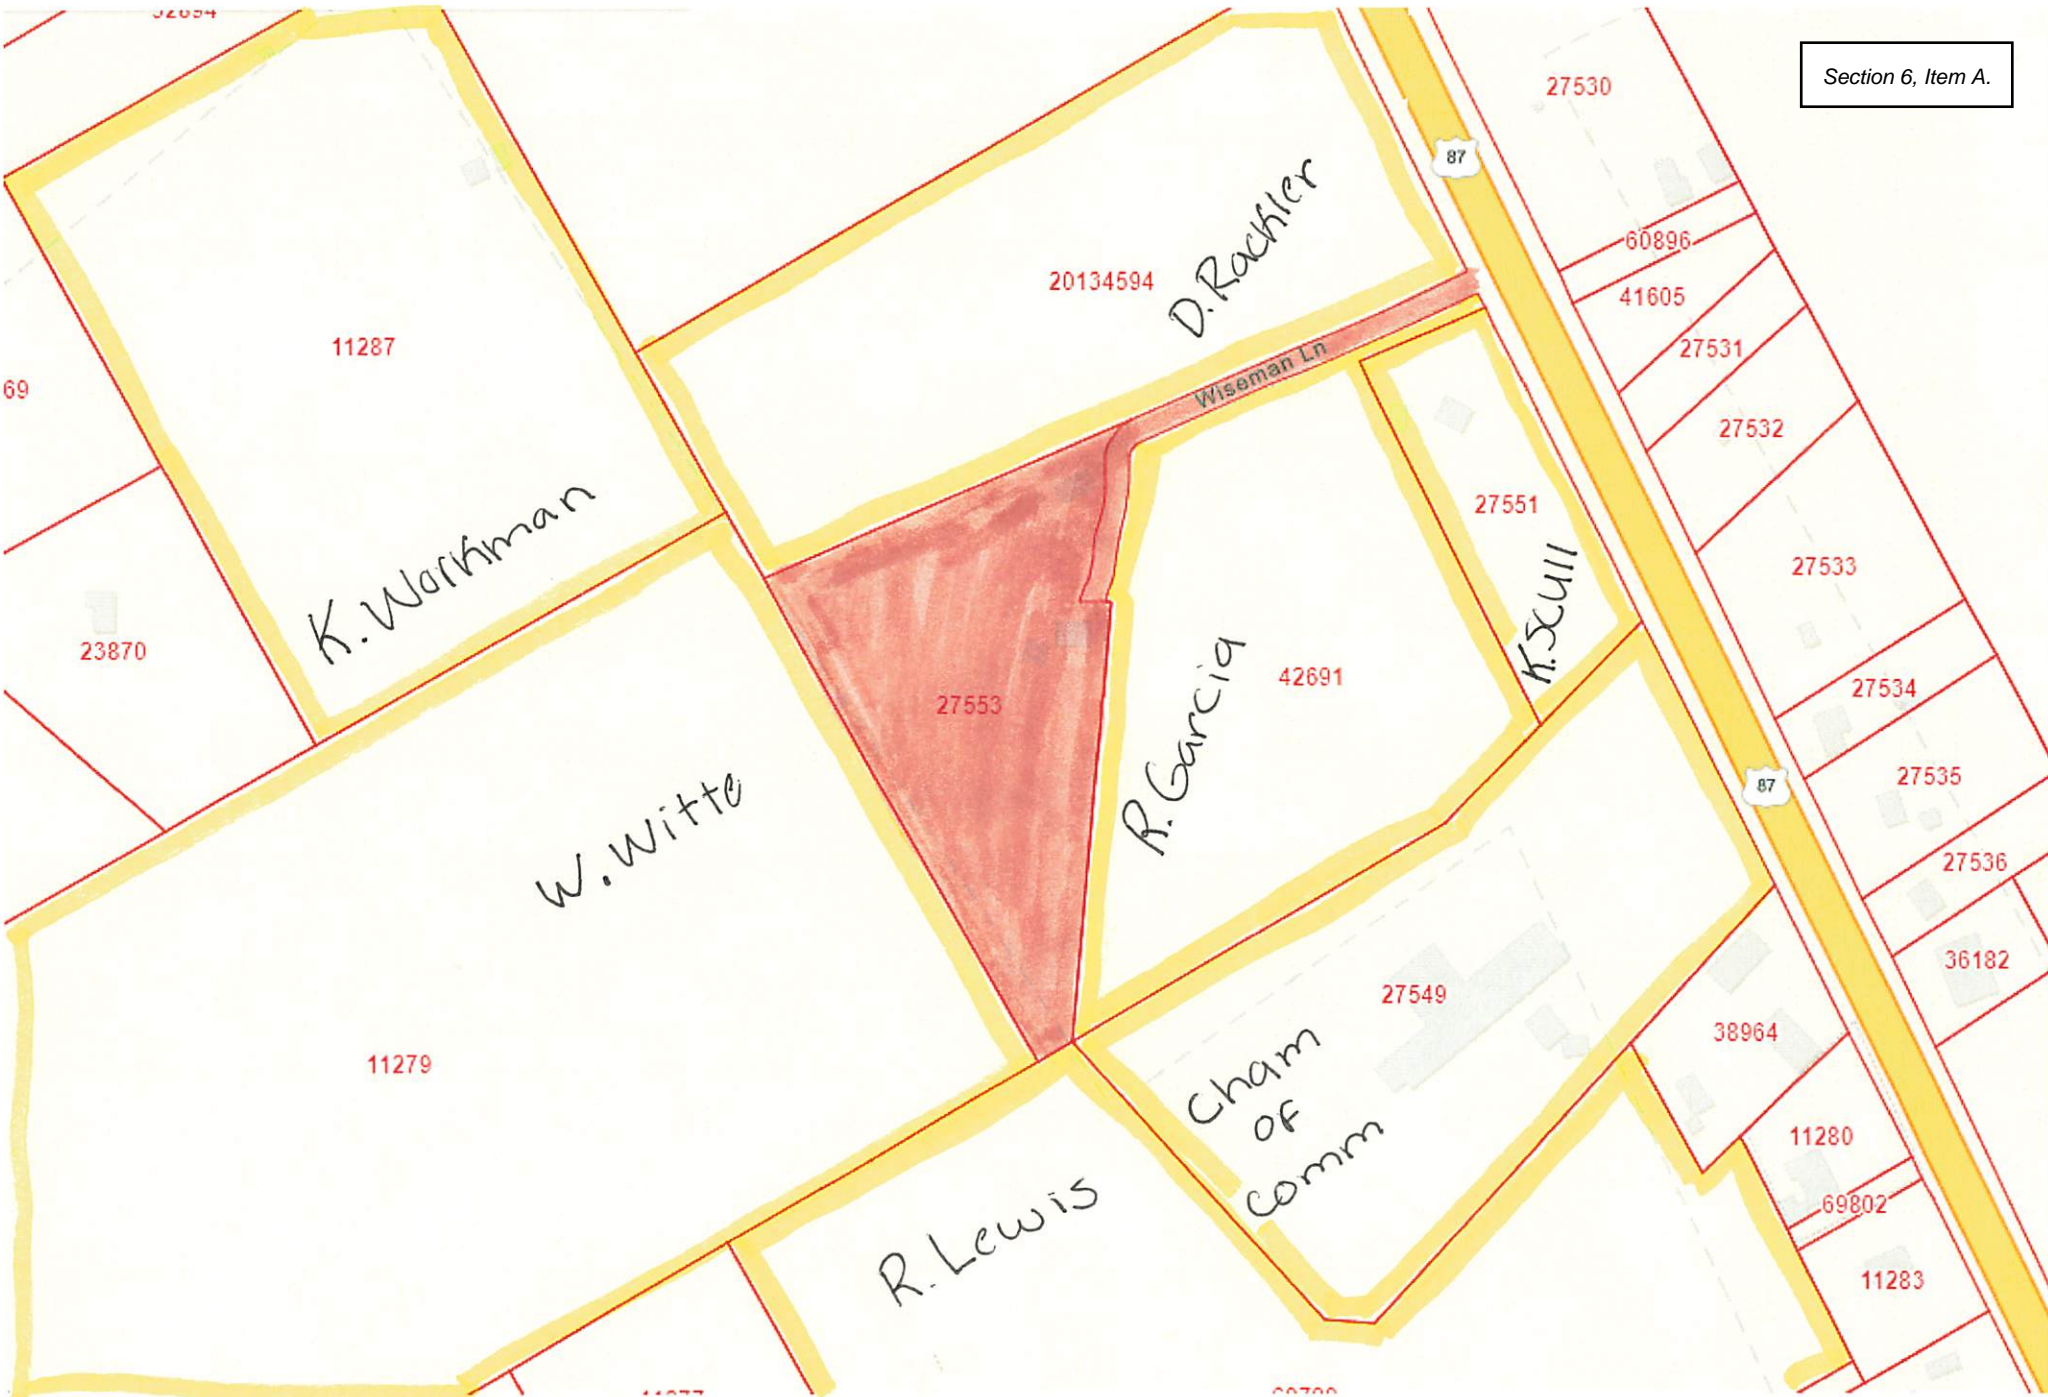 Section 6, Item A.
27530
87
60896
20134594
D. Rackler
41605
11287
27531
Wiseman Ln
69
27532
27551
K. Workman
27533
K. Scull
23870
42691
27534
27553
R. Garcia
27535
87
W. Witte
27536
36182
27549
38964
11279
Cham
OF
Comm
11280
R. Lewis
69802
11283